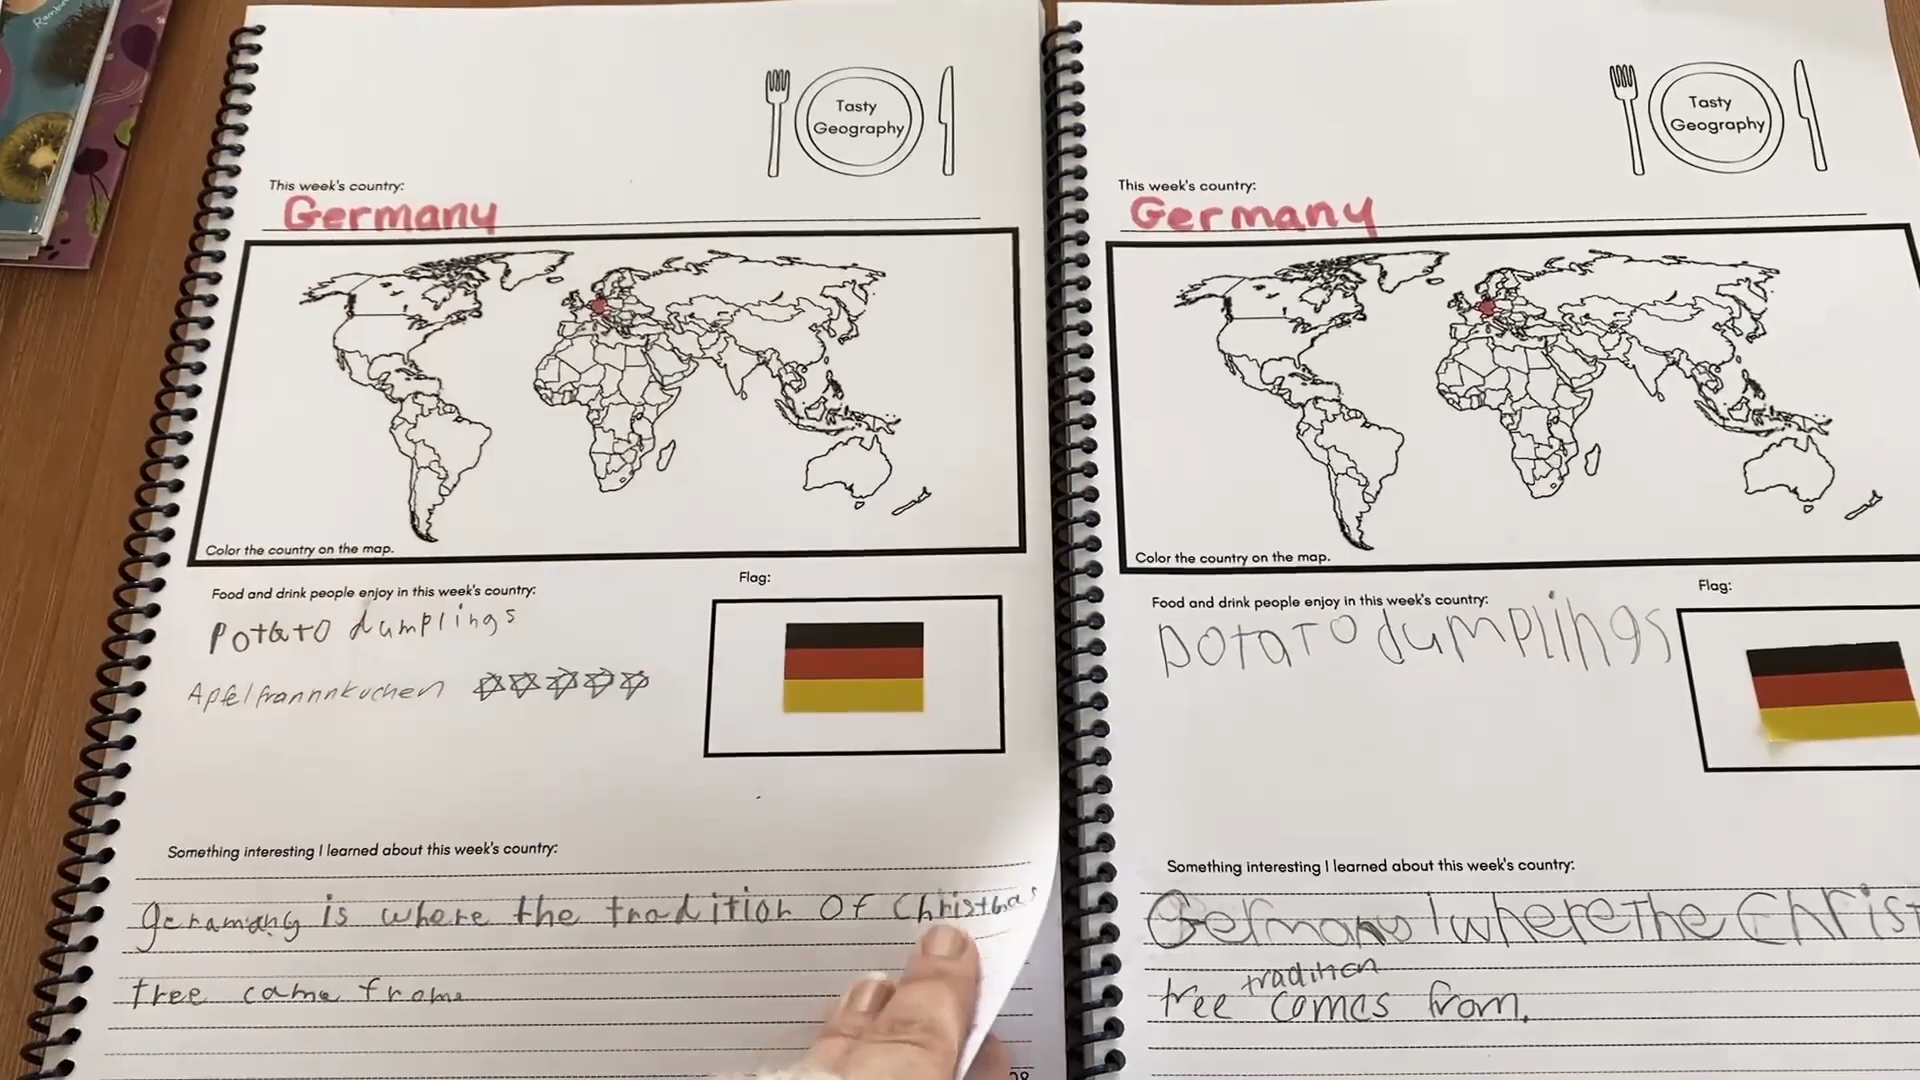 Rambu
Tasty
Geography
This week's country:
Germany
Color the country on the map.
Food and drink people enjoy in this week's country:
Potato dumplings
Apfelfrannnkuchen
Flag:
Something interesting I learned about this week's country:
geramany is where the tradition of Christmas
tree came from.
Tasty
Geography
This week's country:
Germany
Color the country on the map.
Food and drink people enjoy in this week's country:
Potato dumplings
Flag:
Something interesting I learned about this week's country:
Germany i where The Christ
tradition
tree comes from.